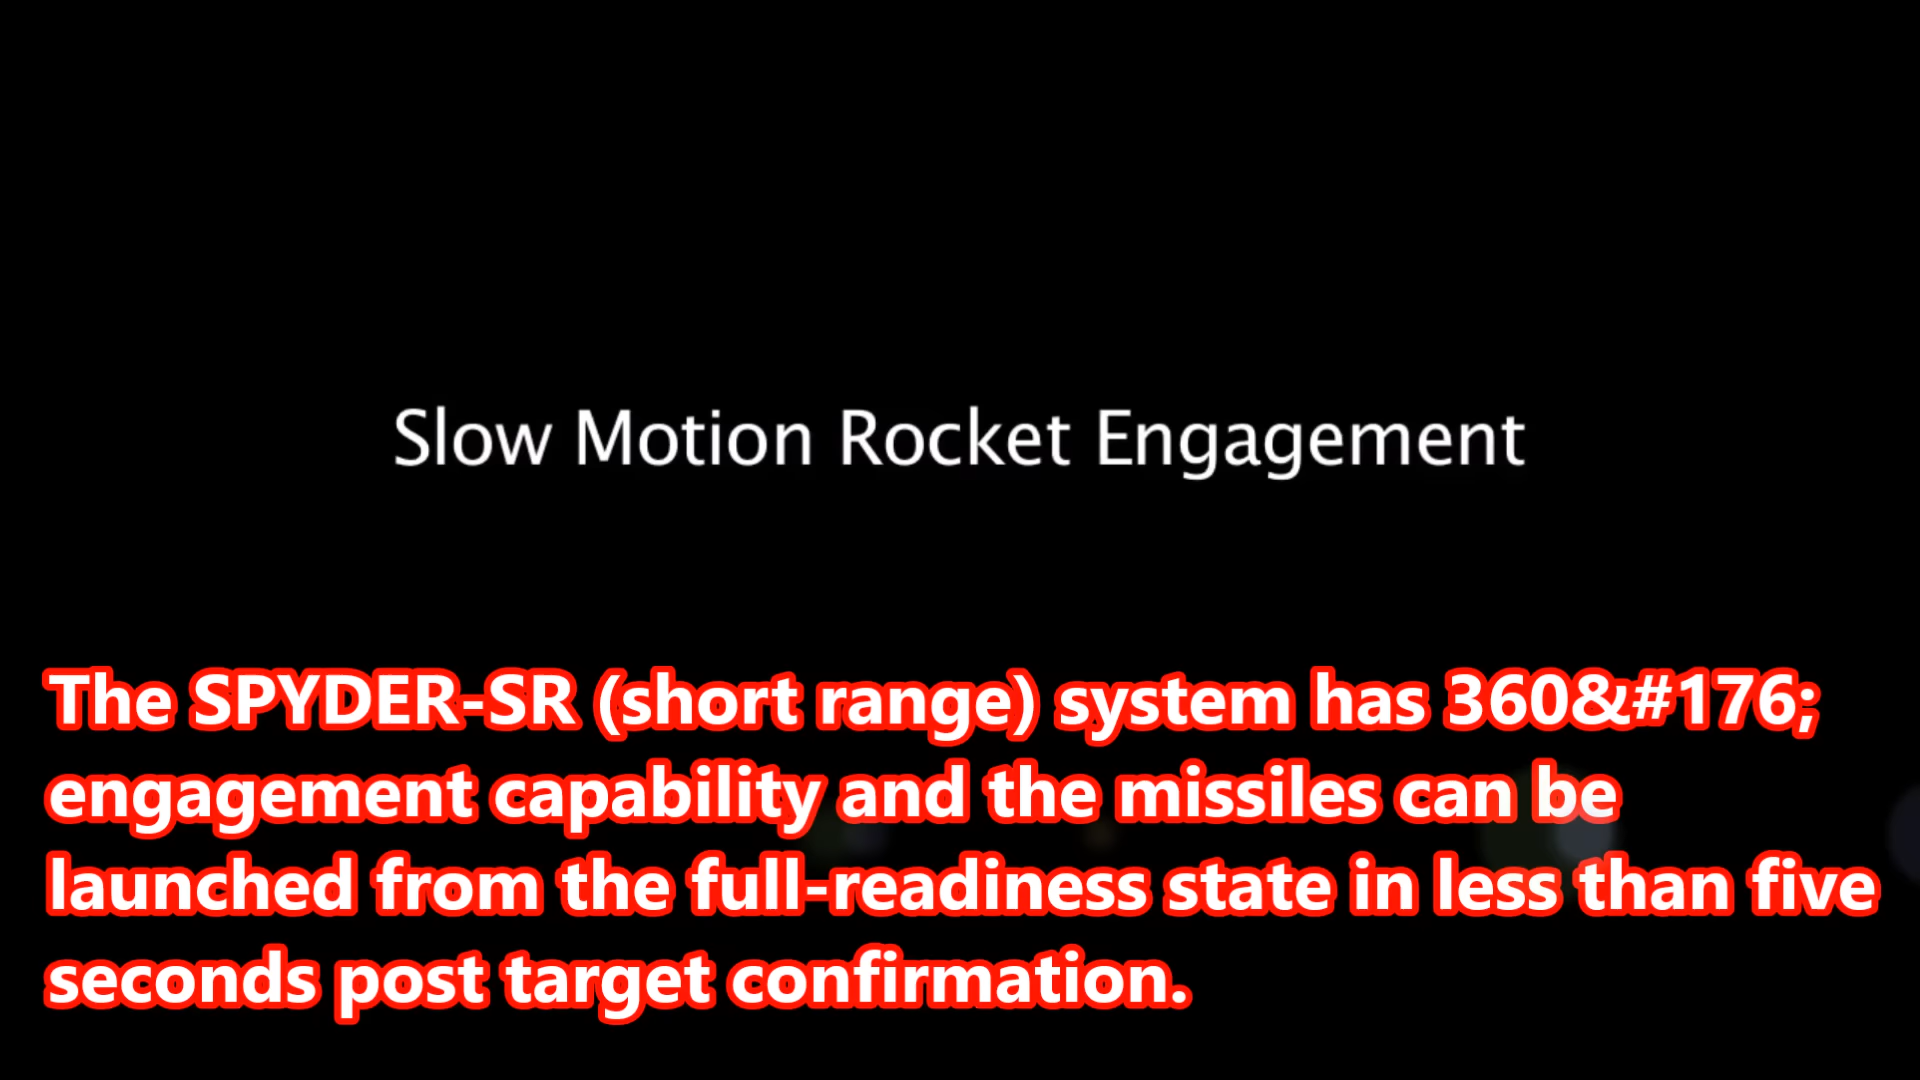 Slow Motion Rocket Engagement
The SPYDER-SR (short range) system has 360&#176;
engagement capability and the missiles can be
launched from the full-readiness state in less than five
seconds post target confirmation.